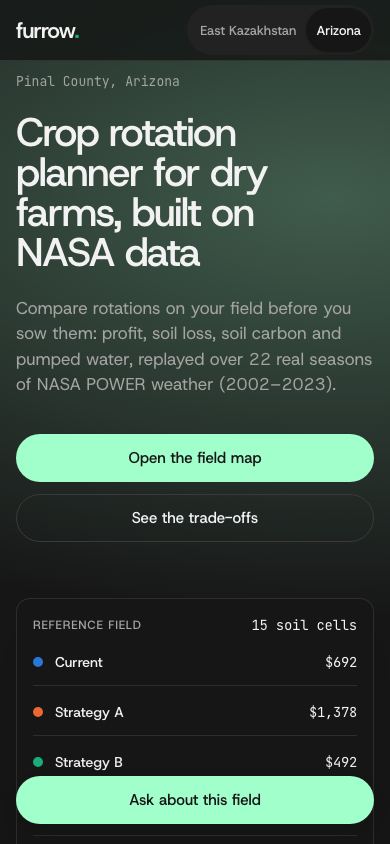 furrow.
East Kazakhstan
Arizona
Pinal County, Arizona
Crop rotation
planner for dry
farms, built on
NASA data
Compare rotations on your field before you
sow them: profit, soil loss, soil carbon and
pumped water, replayed over 22 real seasons
of NASA POWER weather (2002–2023).
Open the field map
See the trade-offs
REFERENCE FIELD
15 soil cells
Current
$692
Strategy A
$1,378
Strategy B
$492
Ask about this field